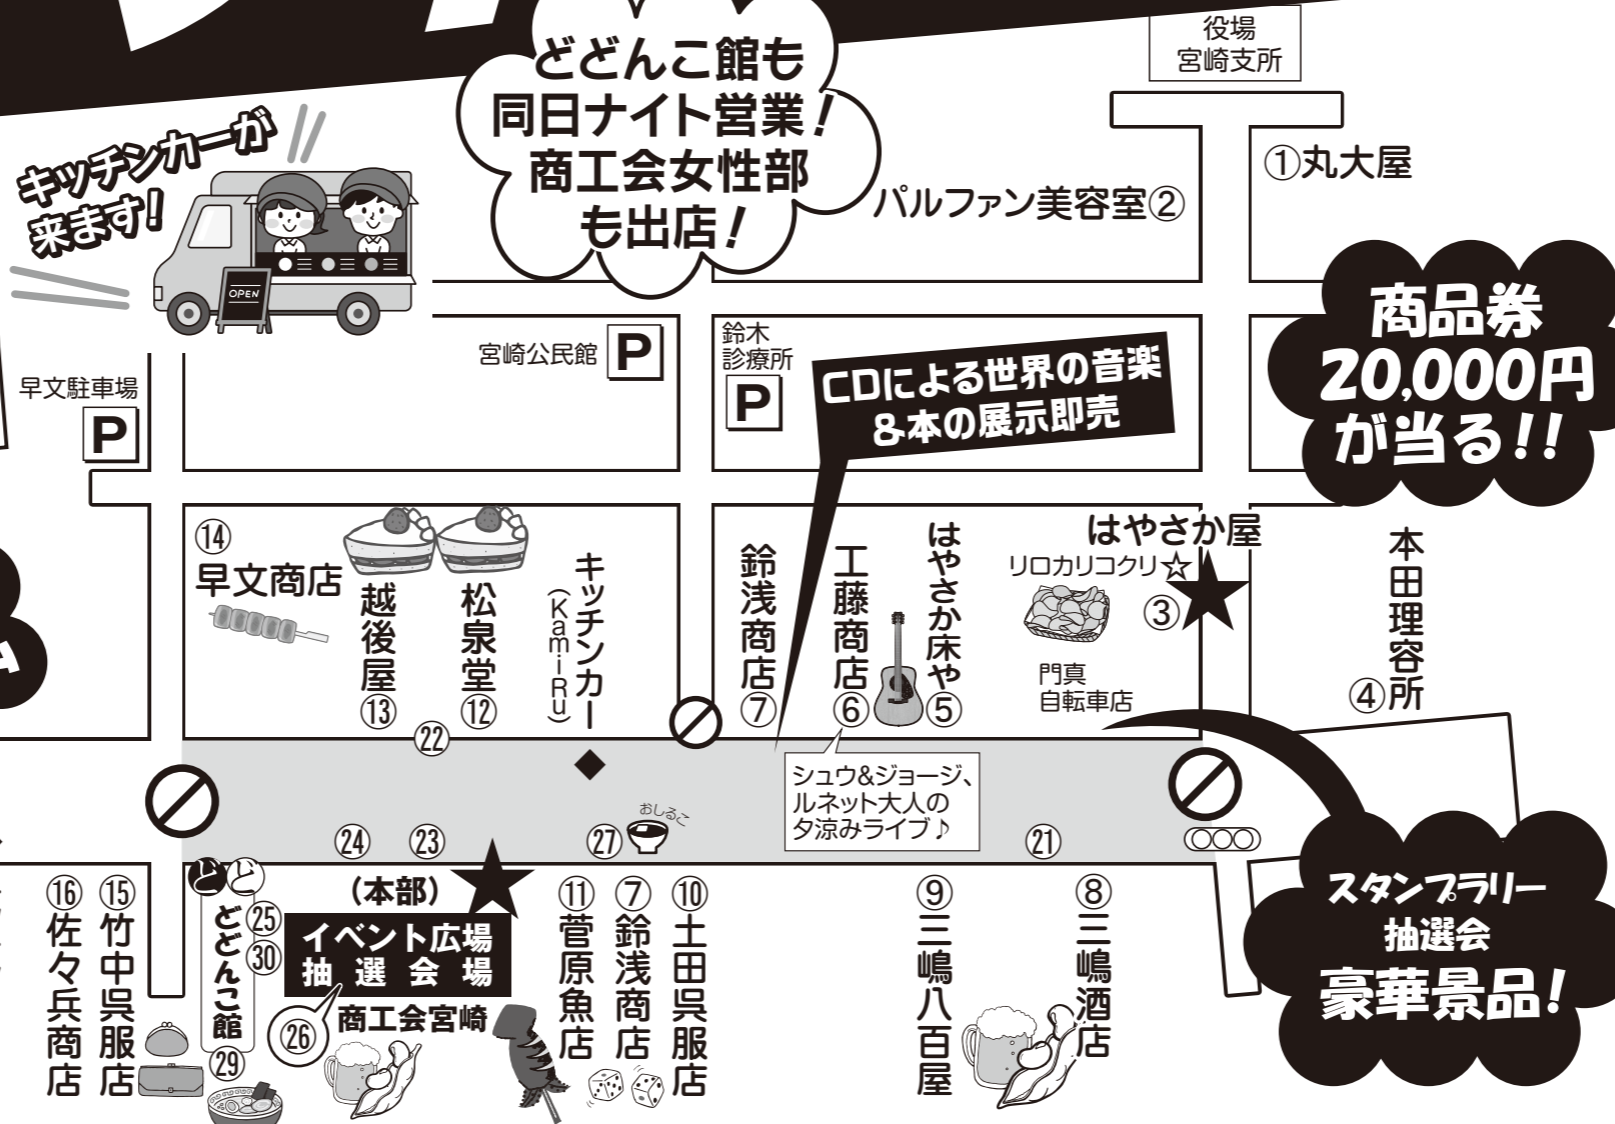 どどんこ館も
同日ナイト営業!
商工会女性部
も出店!
役場
宮崎支所
キッチンカーが
来ます!
OPEN
①丸大屋
パルファン美容室②
商品券
20,000円
が当る!!
宮崎公民館 P
鈴木
診療所
P
早文駐車場
P
CDによる世界の音楽
&本の展示即売
⑭
早文商店
越後屋⑬
松泉堂⑫
キッチンカー
(KamiRu)
鈴浅商店⑦
工藤商店⑥
はやさか床や⑤
はやさか屋
リロカリコクリ☆
③
門真
自転車店
本田理容所
④
㉒
シュウ&ジョージ、
ルネット大人の
夕涼みライブ♪
㉔
㉓
㉗
おしるこ
㉑
⑯佐々兵商店
⑮竹中呉服店
どど
どどんこ館
㉕
㉚
㉙
(本部)
イベント広場
抽選会場
㉖
商工会宮崎
⑪菅原魚店
⑦鈴浅商店
⑩土田呉服店
⑨三嶋八百屋
⑧三嶋酒店
スタンプラリー
抽選会
豪華景品!